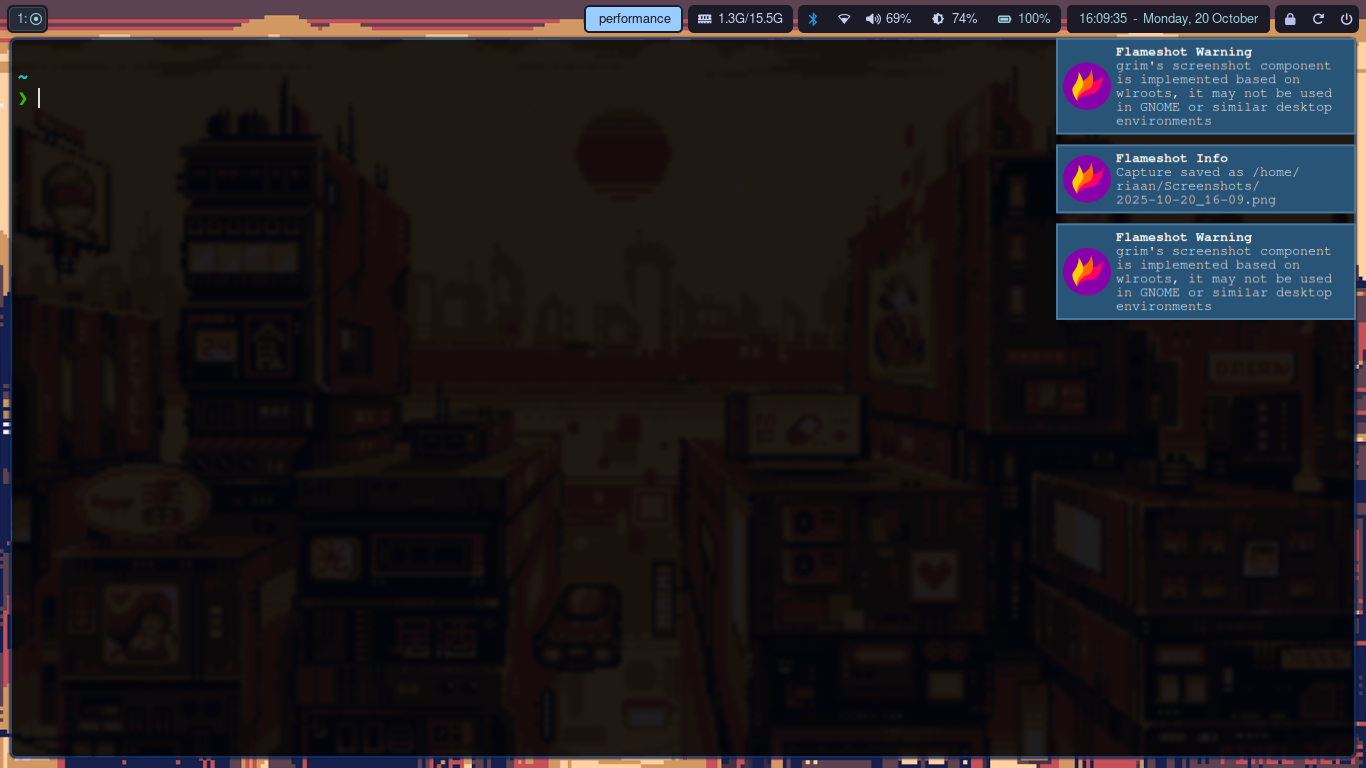 1:
performance
1.3G/15.5G
69%
74%
100%
16:09:35 - Monday, 20 October
~
❯
Flameshot Warning
grim's screenshot component
is implemented based on
wlroots, it may not be used
in GNOME or similar desktop
environments
Flameshot Info
Capture saved as /home/
riaan/Screenshots/
2025-10-20_16-09.png
Flameshot Warning
grim's screenshot component
is implemented based on
wlroots, it may not be used
in GNOME or similar desktop
environments
食